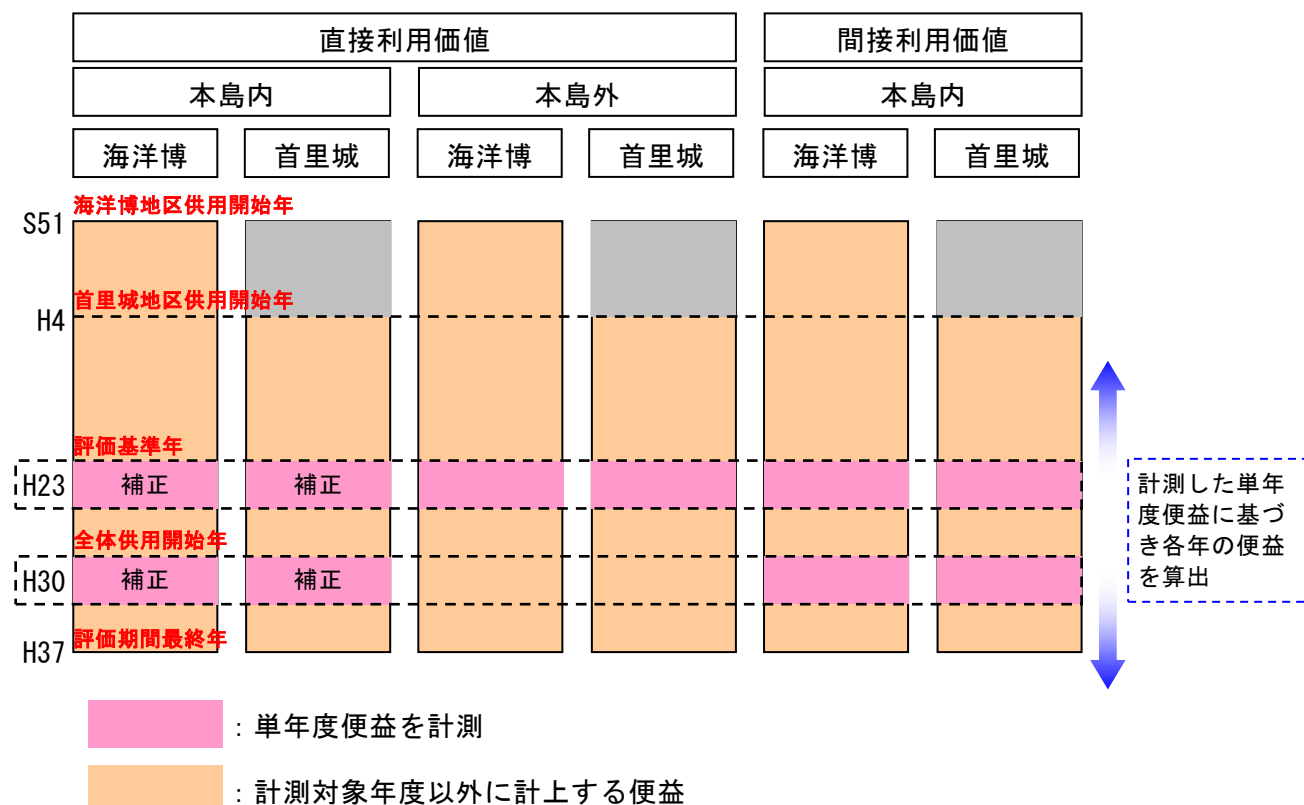 直接利用価値
間接利用価値
本島内
本島外
本島内
海洋博
首里城
海洋博
首里城
海洋博
首里城
海洋博地区供用開始年
S51
首里城地区供用開始年
H4
評価基準年
H23
補正
補正
全体供用開始年
H30
補正
補正
評価期間最終年
H37
計測した単年
度便益に基づ
き各年の便益
を算出
：単年度便益を計測
：計測対象年度以外に計上する便益